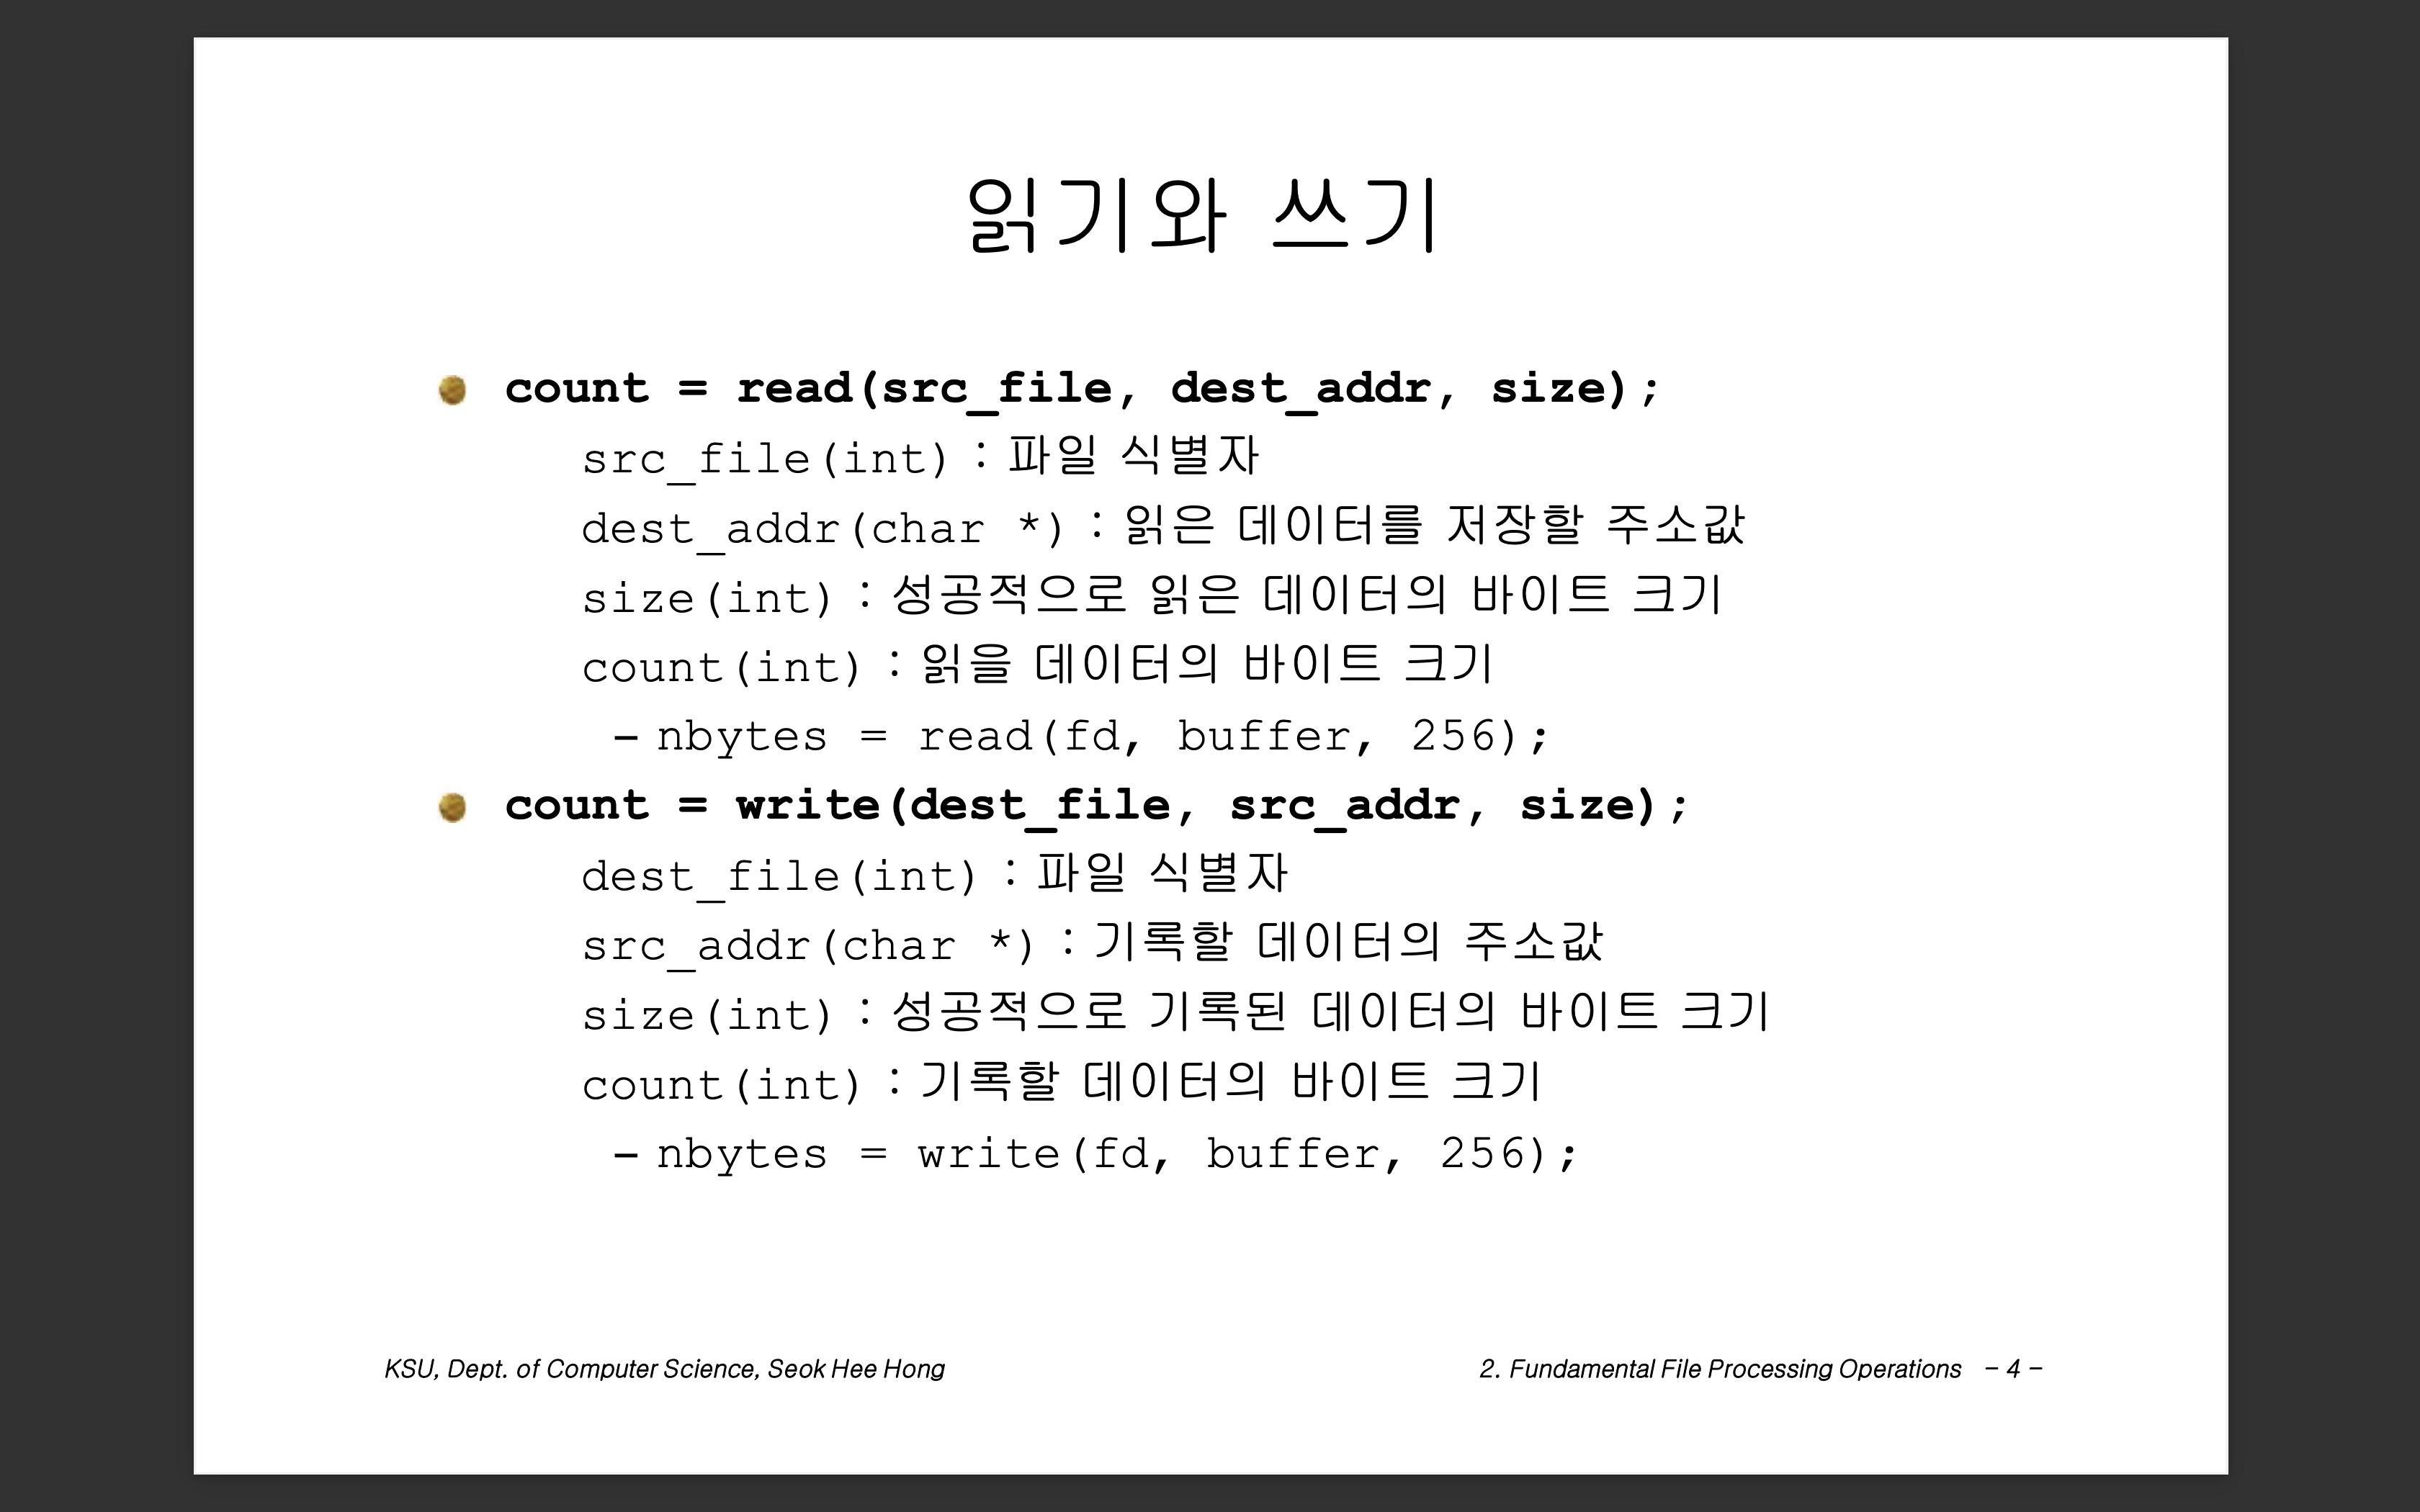 읽기와 쓰기
count = read(src_file, dest_addr, size);
src_file(int) : 파일 식별자
dest_addr(char *) : 읽은 데이터를 저장할 주소값
size(int) : 성공적으로 읽은 데이터의 바이트 크기
count(int) : 읽을 데이터의 바이트 크기
– nbytes = read(fd, buffer, 256);
count = write(dest_file, src_addr, size);
dest_file(int) : 파일 식별자
src_addr(char *) : 기록할 데이터의 주소값
size(int) : 성공적으로 기록된 데이터의 바이트 크기
count(int) : 기록할 데이터의 바이트 크기
– nbytes = write(fd, buffer, 256);
KSU, Dept. of Computer Science, Seok Hee Hong
2. Fundamental File Processing Operations – 4 –